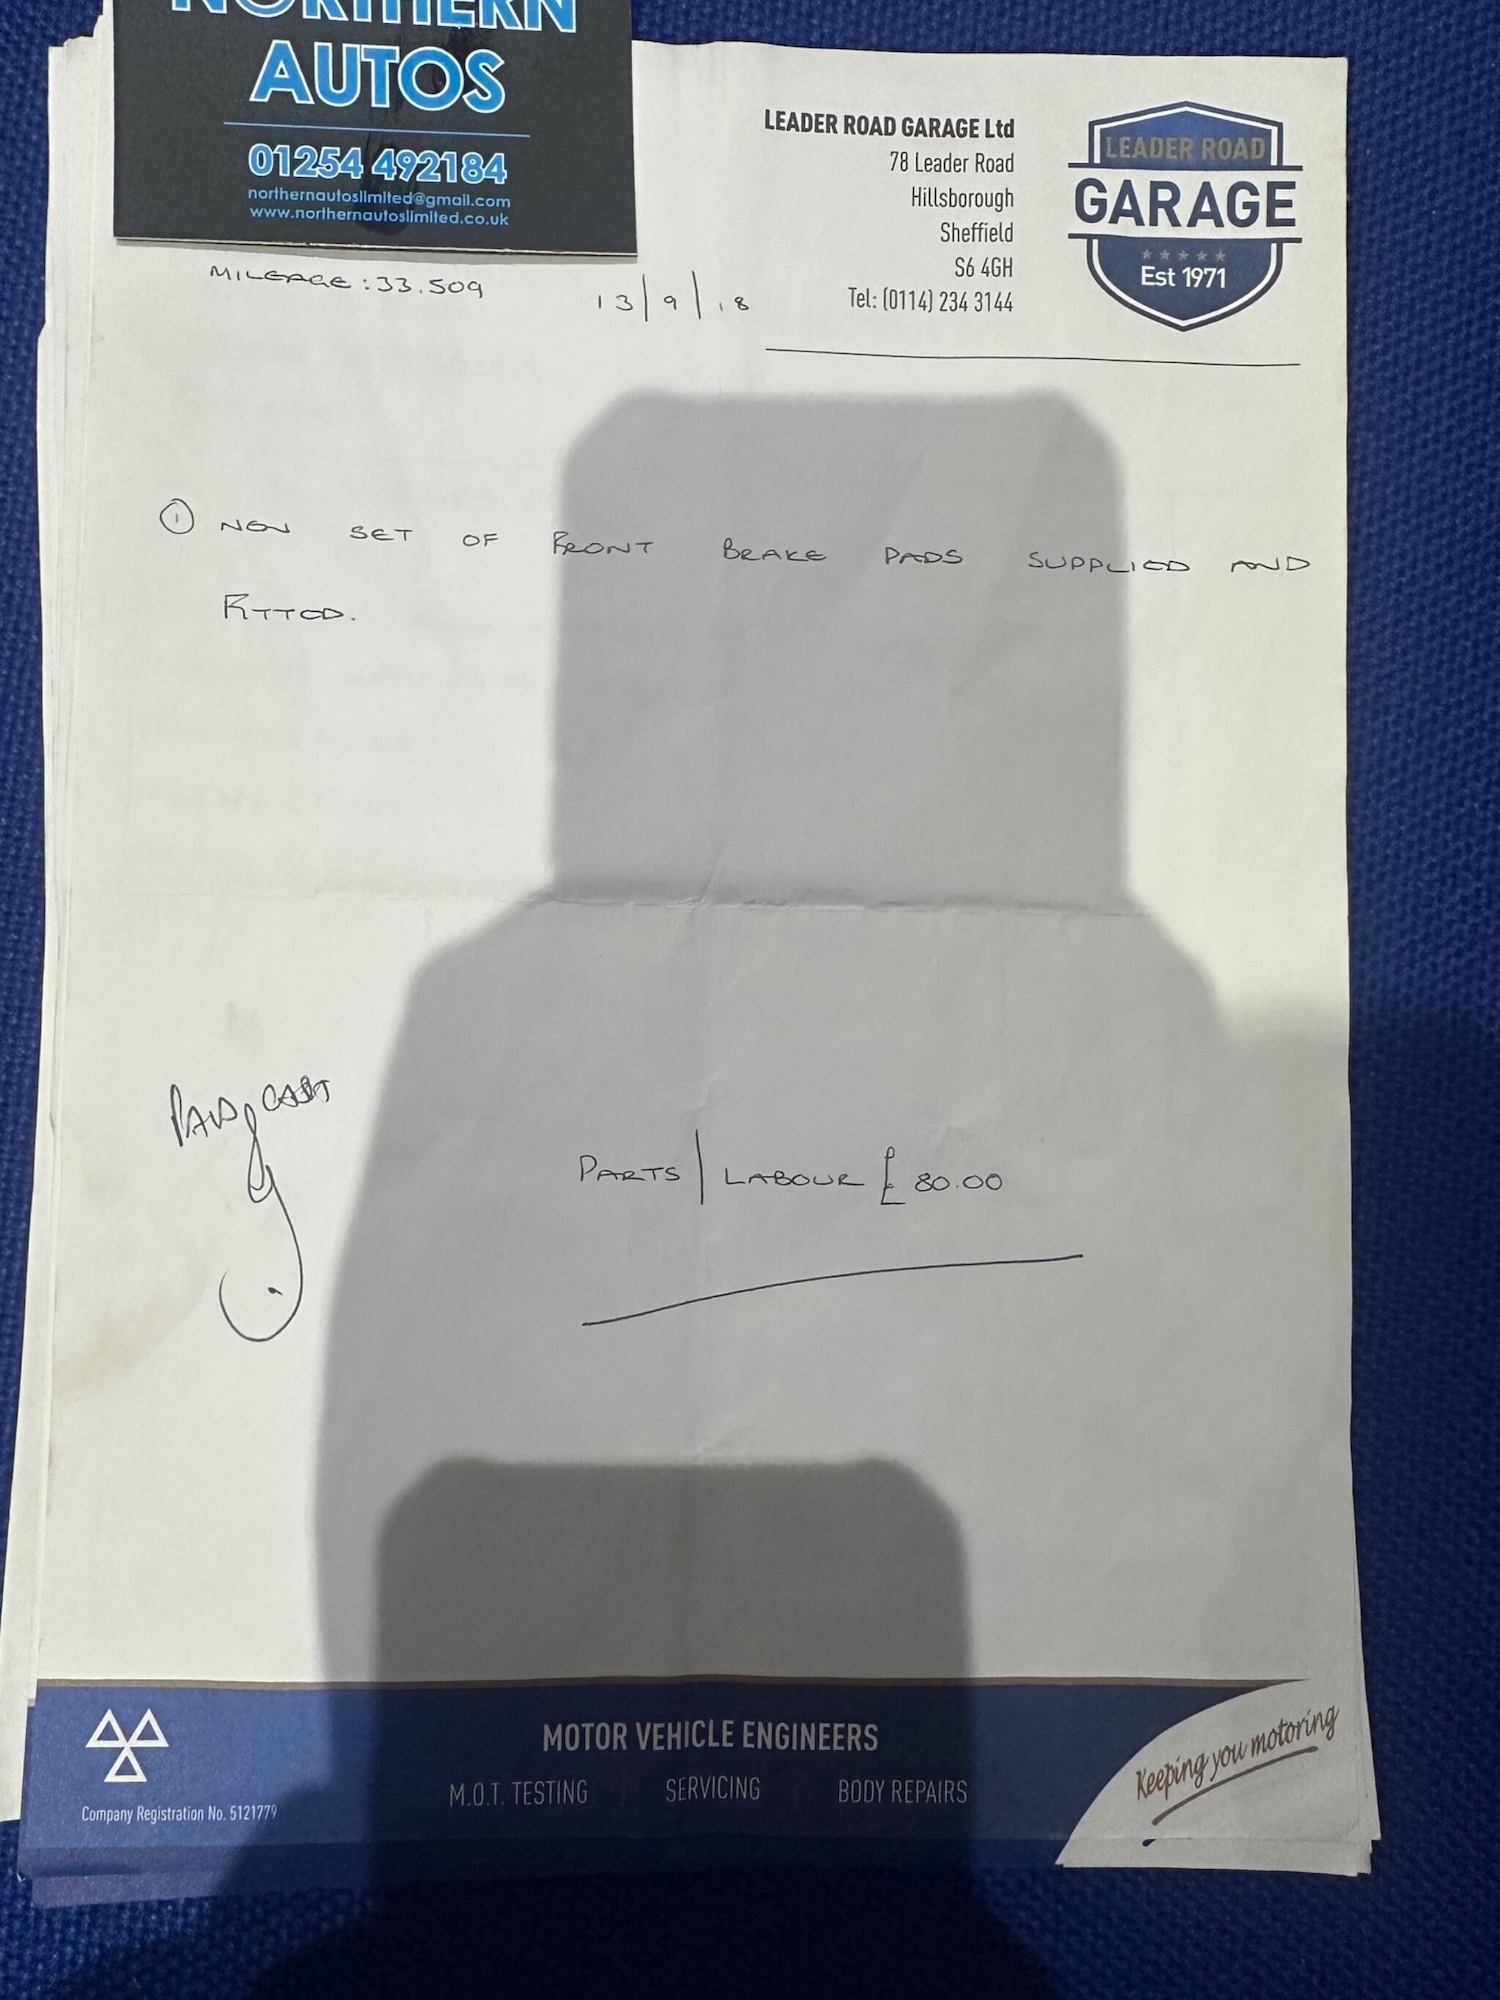 NORTHERN
AUTOS
01254 492184
northernautoslimited@gmail.com
www.northernautoslimited.co.uk
LEADER ROAD GARAGE Ltd
78 Leader Road
Hillsborough
Sheffield
S6 4GH
Tel: (0114) 234 3144
LEADER ROAD
GARAGE
Est 1971
MILEAGE: 33.509
13/9/18
① NEW SET OF FRONT BRAKE PADS SUPPLIED AND
FITTED.
PAID CASH
PARTS/LABOUR £80.00
MOTOR VEHICLE ENGINEERS
M.O.T. TESTING SERVICING BODY REPAIRS
Company Registration No. 5121779
Keeping you motoring